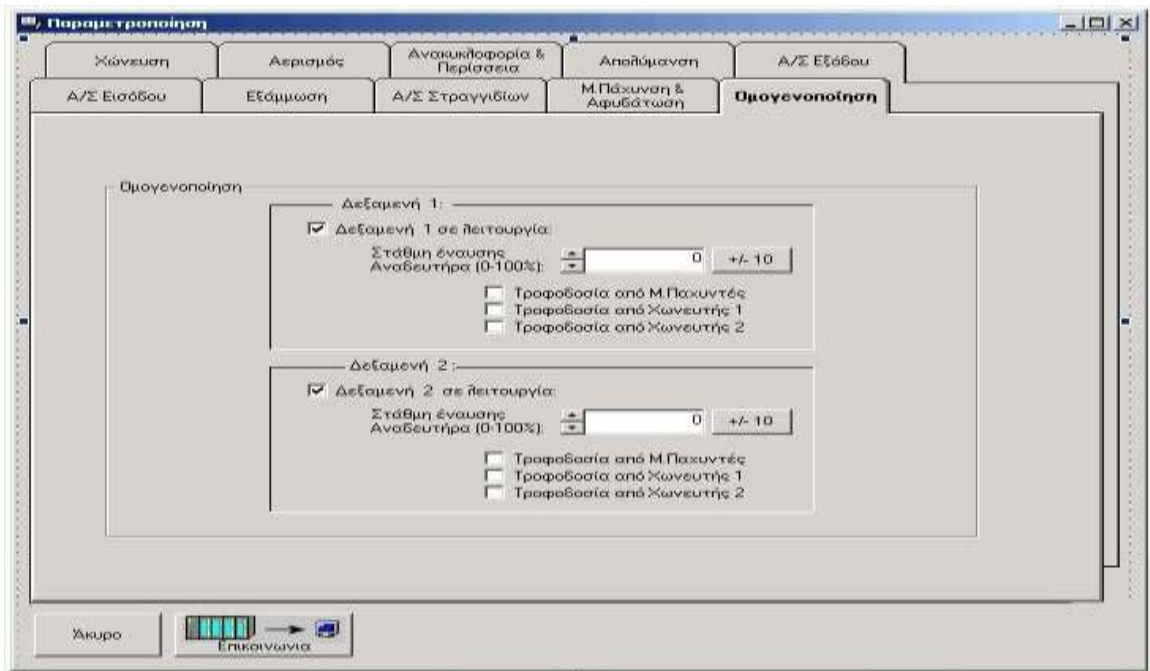 Παραμετροποίηση
Χώνευση
Αερισμός
Ανακυκλοφορία &
Περίσσεια
Απολύμανση
Α/Σ Εξόδου
Α/Σ Εισόδου
Εξάμμωση
Α/Σ Στραγγιδίων
Μ.Πάχυνση &
Αφυδάτωση
Ομογενοποίηση
Ομογενοποίηση
Δεξαμενή 1:
Δεξαμενή 1 σε λειτουργία:
Στάθμη έναυσης
Αναδευτήρα (0-100%):
0
+/- 10
Τροφοδοσία από Μ.Παχυντές
Τροφοδοσία από Χωνευτής 1
Τροφοδοσία από Χωνευτής 2
Δεξαμενή 2:
Δεξαμενή 2 σε λειτουργία:
Στάθμη έναυσης
Αναδευτήρα (0-100%):
0
+/- 10
Τροφοδοσία από Μ.Παχυντές
Τροφοδοσία από Χωνευτής 1
Τροφοδοσία από Χωνευτής 2
Άκυρο
Επικοινωνία